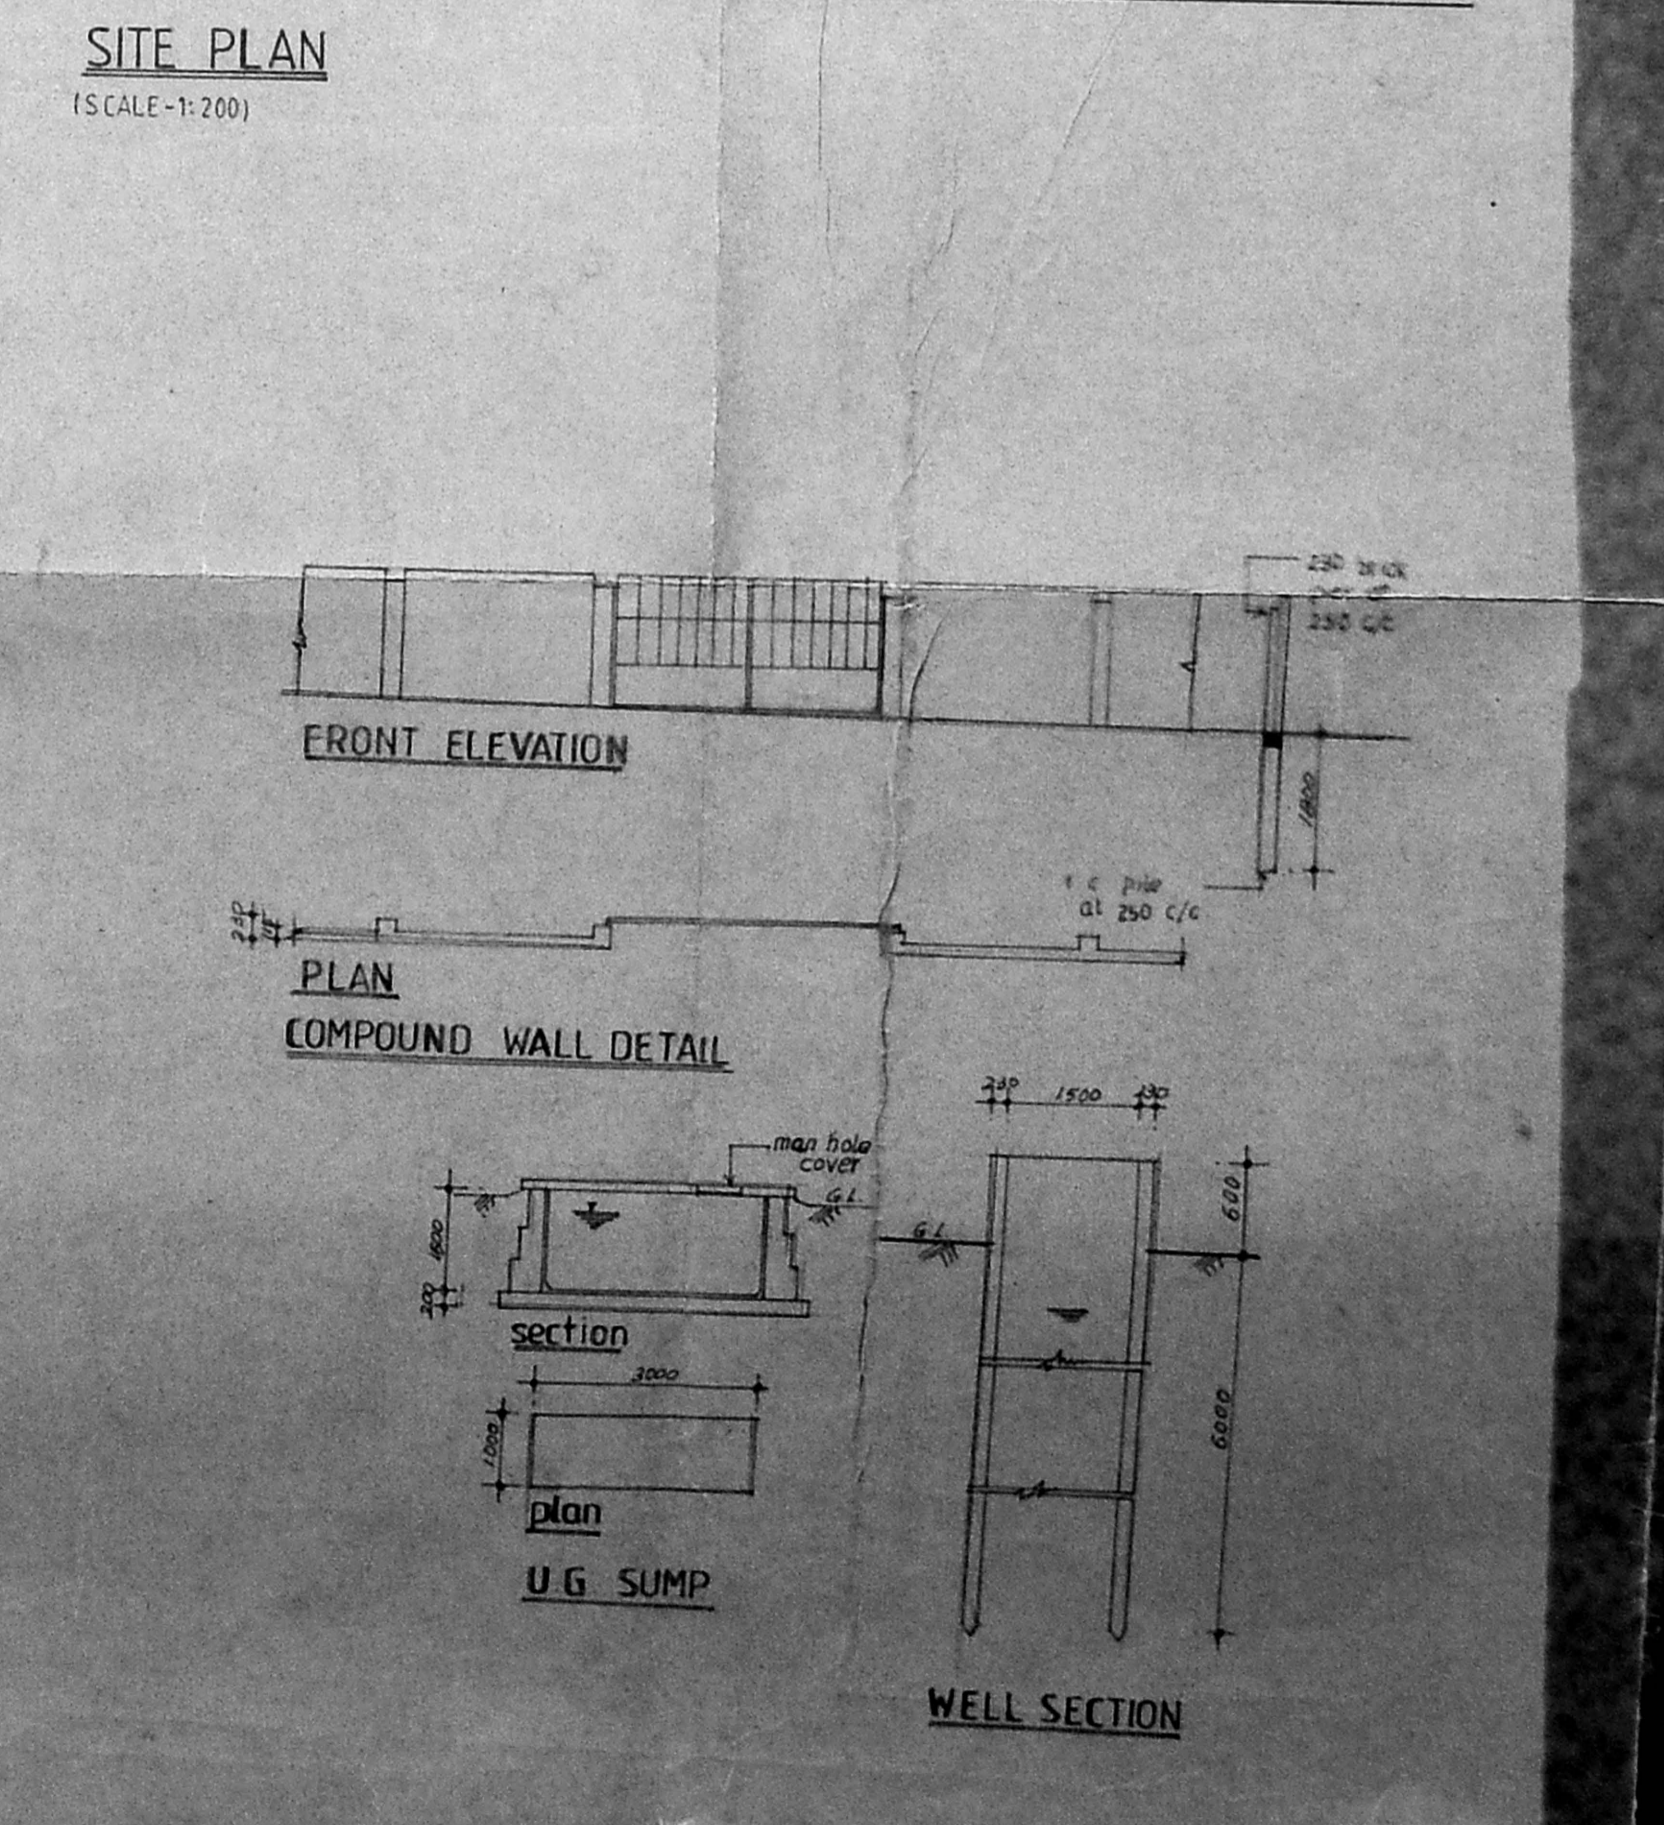 SITE PLAN
(SCALE-1:200)
230 brick
250 c/c
FRONT ELEVATION
1800
pile
at 250 c/c
230
PLAN
COMPOUND WALL DETAIL
230 1500 230
man hole
cover
G.L.
600
G.L.
1500
200
section
3000
1000
6000
plan
U G SUMP
WELL SECTION